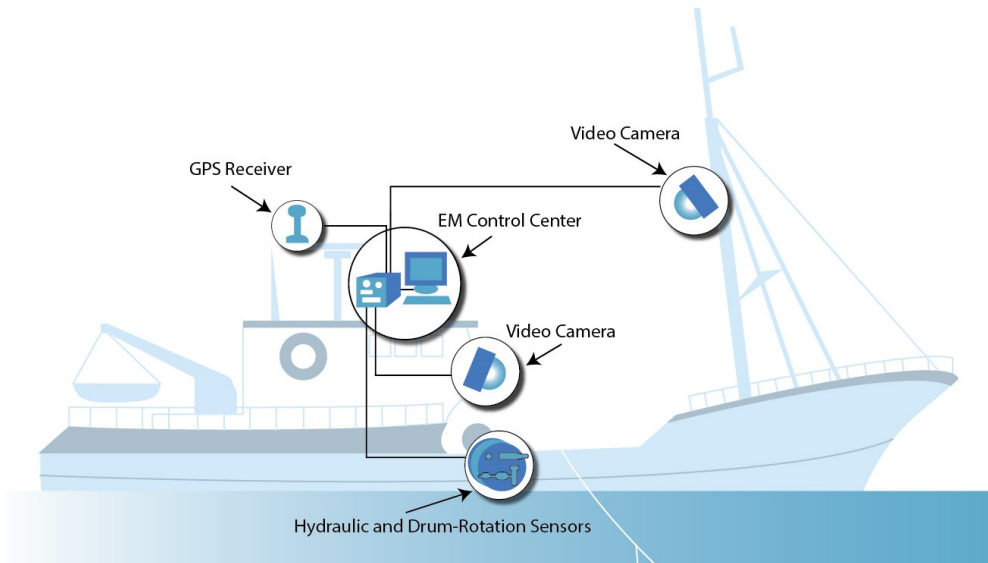 Video Camera
GPS Receiver
EM Control Center
Video Camera
Hydraulic and Drum-Rotation Sensors